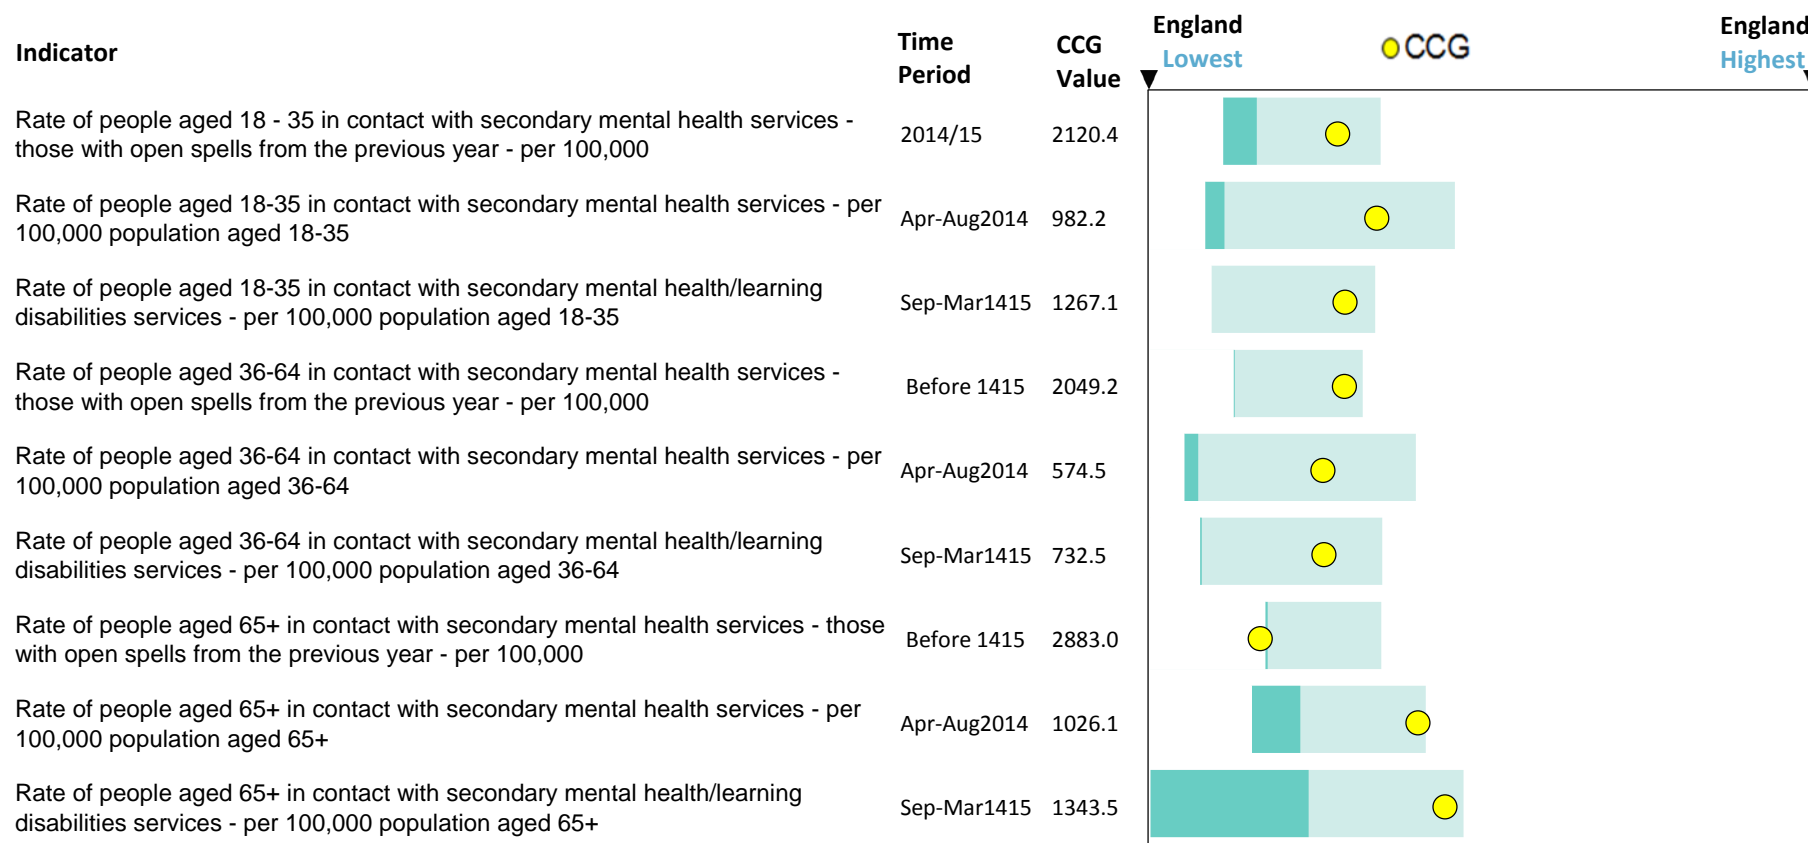 Indicator
Time
Period
CCG
Value
England
Lowest
CCG
England
Highest
Rate of people aged 18 - 35 in contact with secondary mental health services -
those with open spells from the previous year - per 100,000
2014/15
2120.4
Rate of people aged 18-35 in contact with secondary mental health services - per
100,000 population aged 18-35
Apr-Aug2014
982.2
Rate of people aged 18-35 in contact with secondary mental health/learning
disabilities services - per 100,000 population aged 18-35
Sep-Mar1415
1267.1
Rate of people aged 36-64 in contact with secondary mental health services -
those with open spells from the previous year - per 100,000
Before 1415
2049.2
Rate of people aged 36-64 in contact with secondary mental health services - per
100,000 population aged 36-64
Apr-Aug2014
574.5
Rate of people aged 36-64 in contact with secondary mental health/learning
disabilities services - per 100,000 population aged 36-64
Sep-Mar1415
732.5
Rate of people aged 65+ in contact with secondary mental health services - those
with open spells from the previous year - per 100,000
Before 1415
2883.0
Rate of people aged 65+ in contact with secondary mental health services - per
100,000 population aged 65+
Apr-Aug2014
1026.1
Rate of people aged 65+ in contact with secondary mental health/learning
disabilities services - per 100,000 population aged 65+
Sep-Mar1415
1343.5